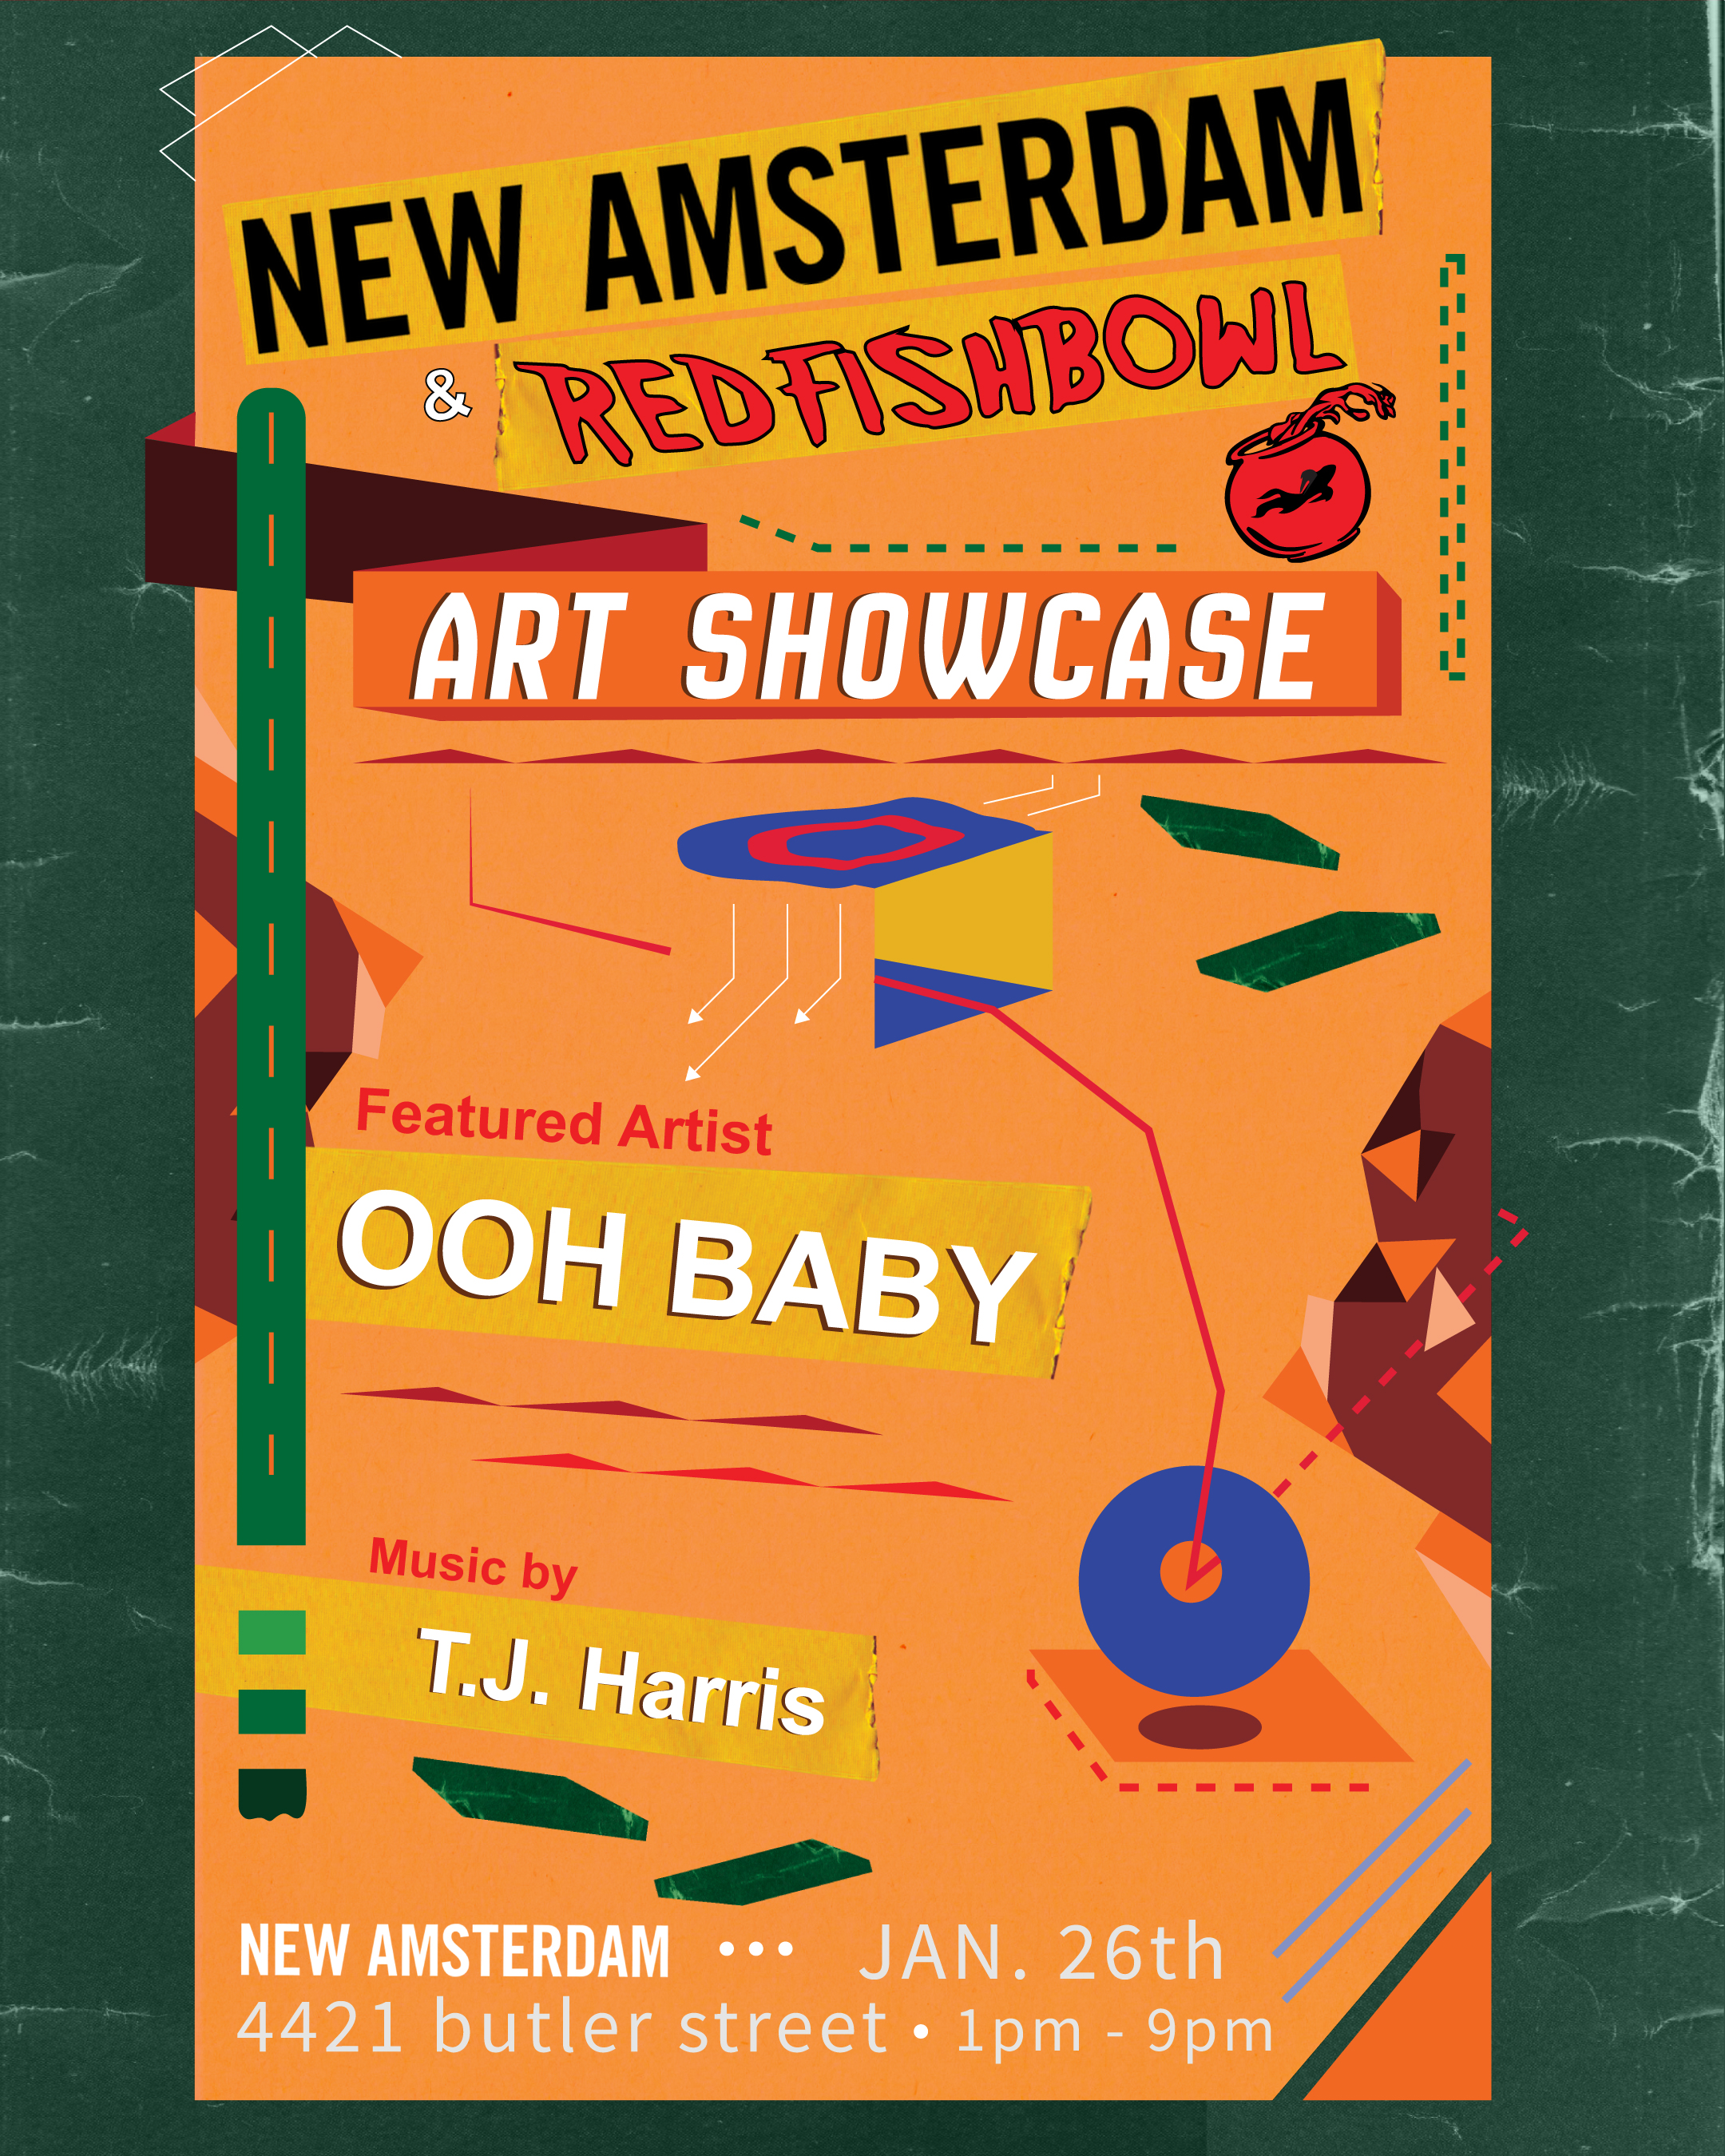 NEW AMSTERDAM
& REDFISHBOWL
ART SHOWCASE
Featured Artist
OOH BABY
Music by
T.J. Harris
NEW AMSTERDAM ••• JAN. 26th
4421 butler street • 1pm - 9pm